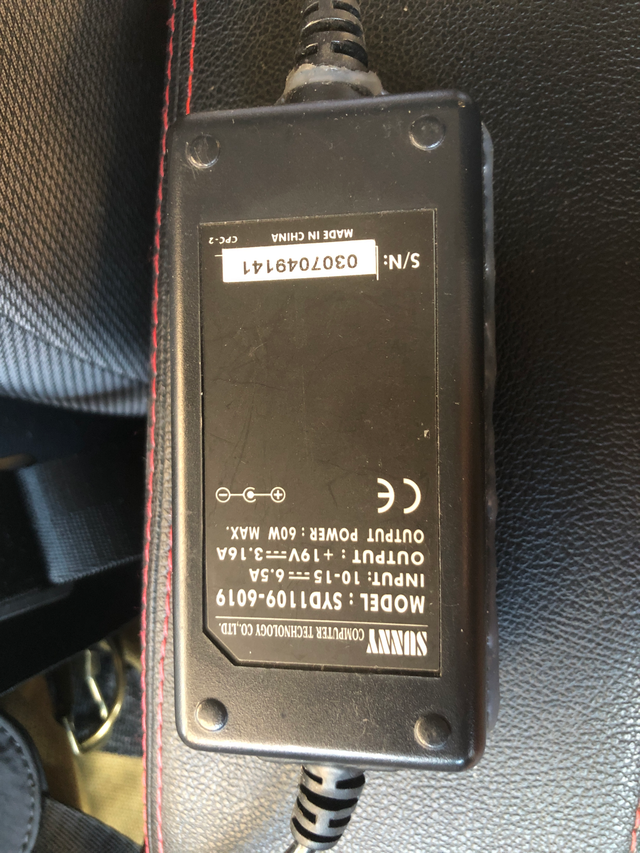 SUNNY
COMPUTER TECHNOLOGY CO,LTD.
MODEL : SYD1109-6019
INPUT: 10-15⎓6.5A
OUTPUT : +19V⎓3.16A
OUTPUT POWER : 60W MAX.
CE
S/N: 0307049141
MADE IN CHINA CPC-2